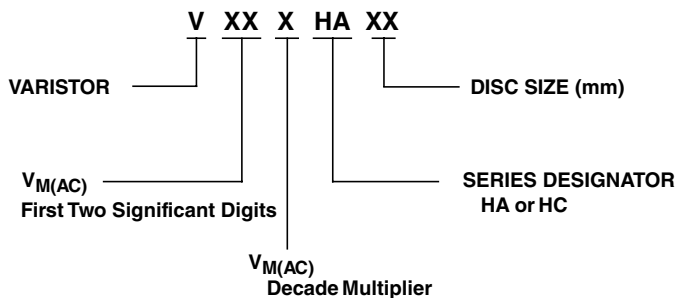 V XX X HA XX
VARISTOR
DISC SIZE (mm)
VM(AC)
First Two Significant Digits
SERIES DESIGNATOR
HA or HC
VM(AC)
Decade Multiplier